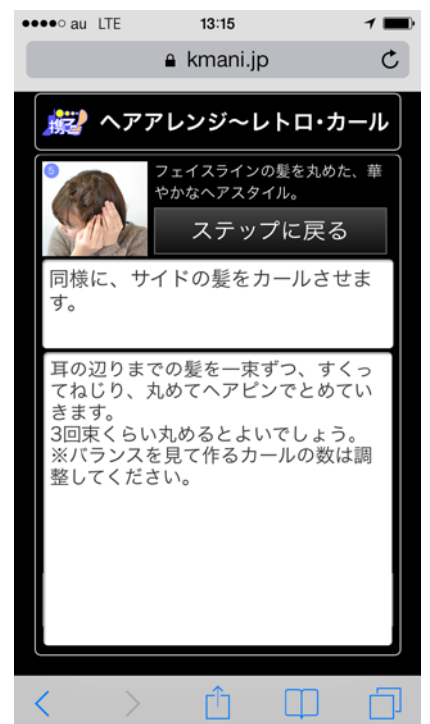 au LTE 13:15
kmani.jp
携マニ ヘアアレンジ～レトロ・カール
5
フェイスラインの髪を丸めた、華
やかなヘアスタイル。
ステップに戻る
同様に、サイドの髪をカールさせま
す。
耳の辺りまでの髪を一束ずつ、すくっ
てねじり、丸めてヘアピンでとめてい
きます。
3回束くらい丸めるとよいでしょう。
※バランスを見て作るカールの数は調
整してください。